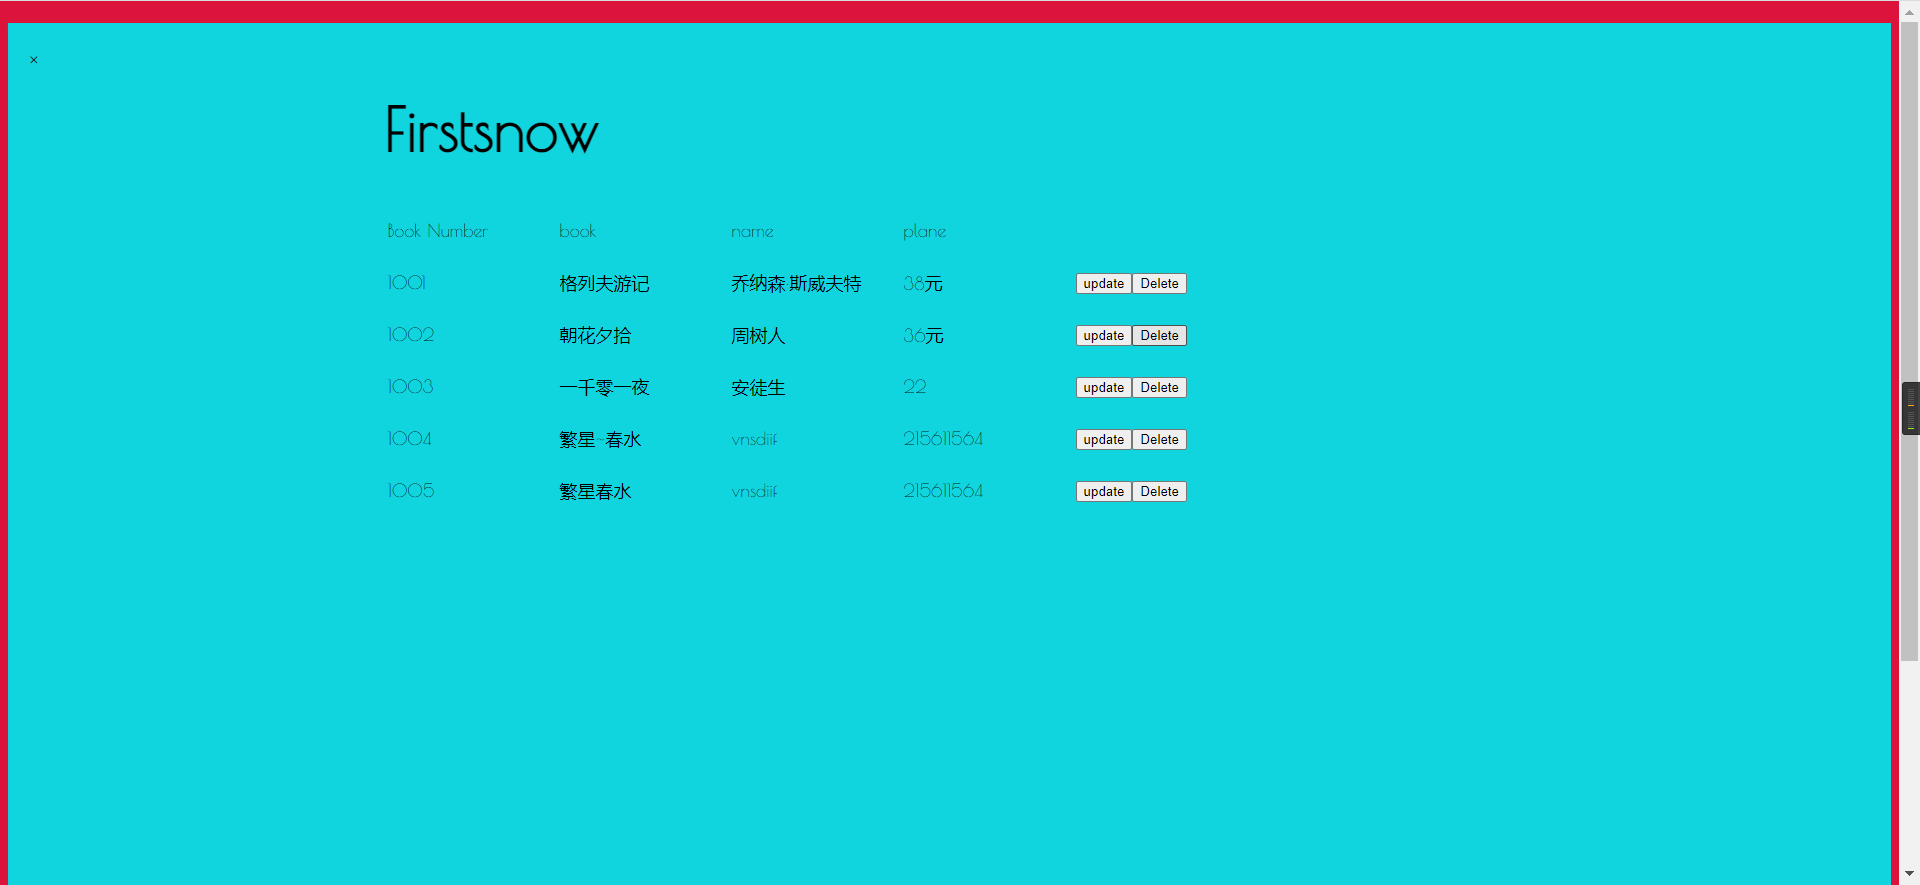 ×
Firstsnow
Book Number book name plane
1001 格列夫游记 乔纳森·斯威夫特 38元 update Delete
1002 朝花夕拾 周树人 36元 update Delete
1003 一千零一夜 安徒生 22 update Delete
1004 繁星~春水 vnsdiif 215611564 update Delete
1005 繁星春水 vnsdiif 215611564 update Delete